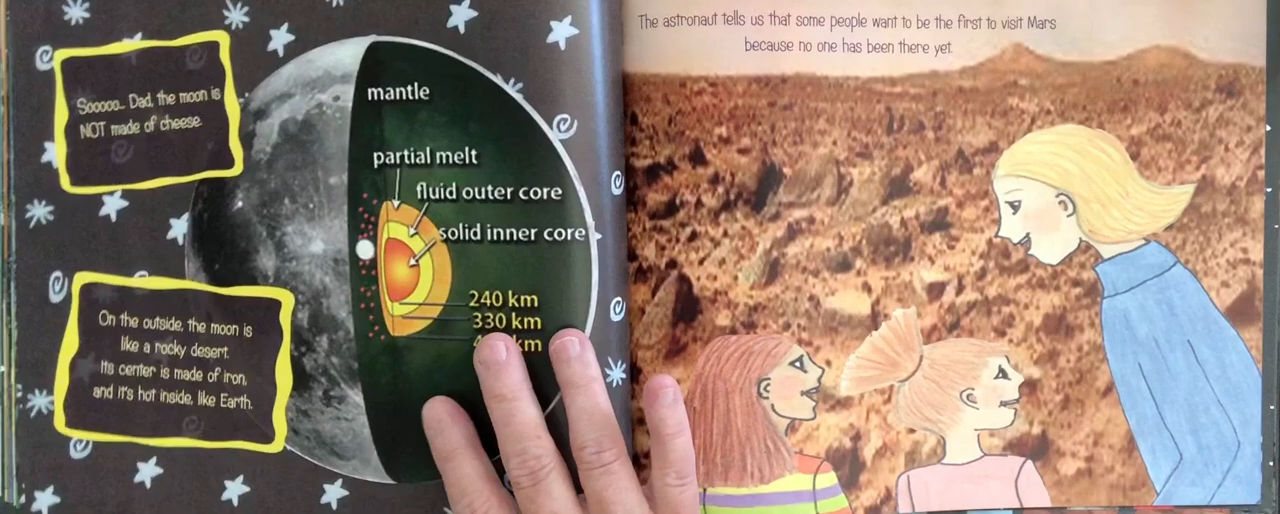 Sooooo... Dad, the moon is
NOT made of cheese.
mantle
partial melt
fluid outer core
solid inner core
240 km
330 km
km
On the outside, the moon is
like a rocky desert.
Its center is made of iron,
and it's hot inside, like Earth.
The astronaut tells us that some people want to be the first to visit Mars
because no one has been there yet.